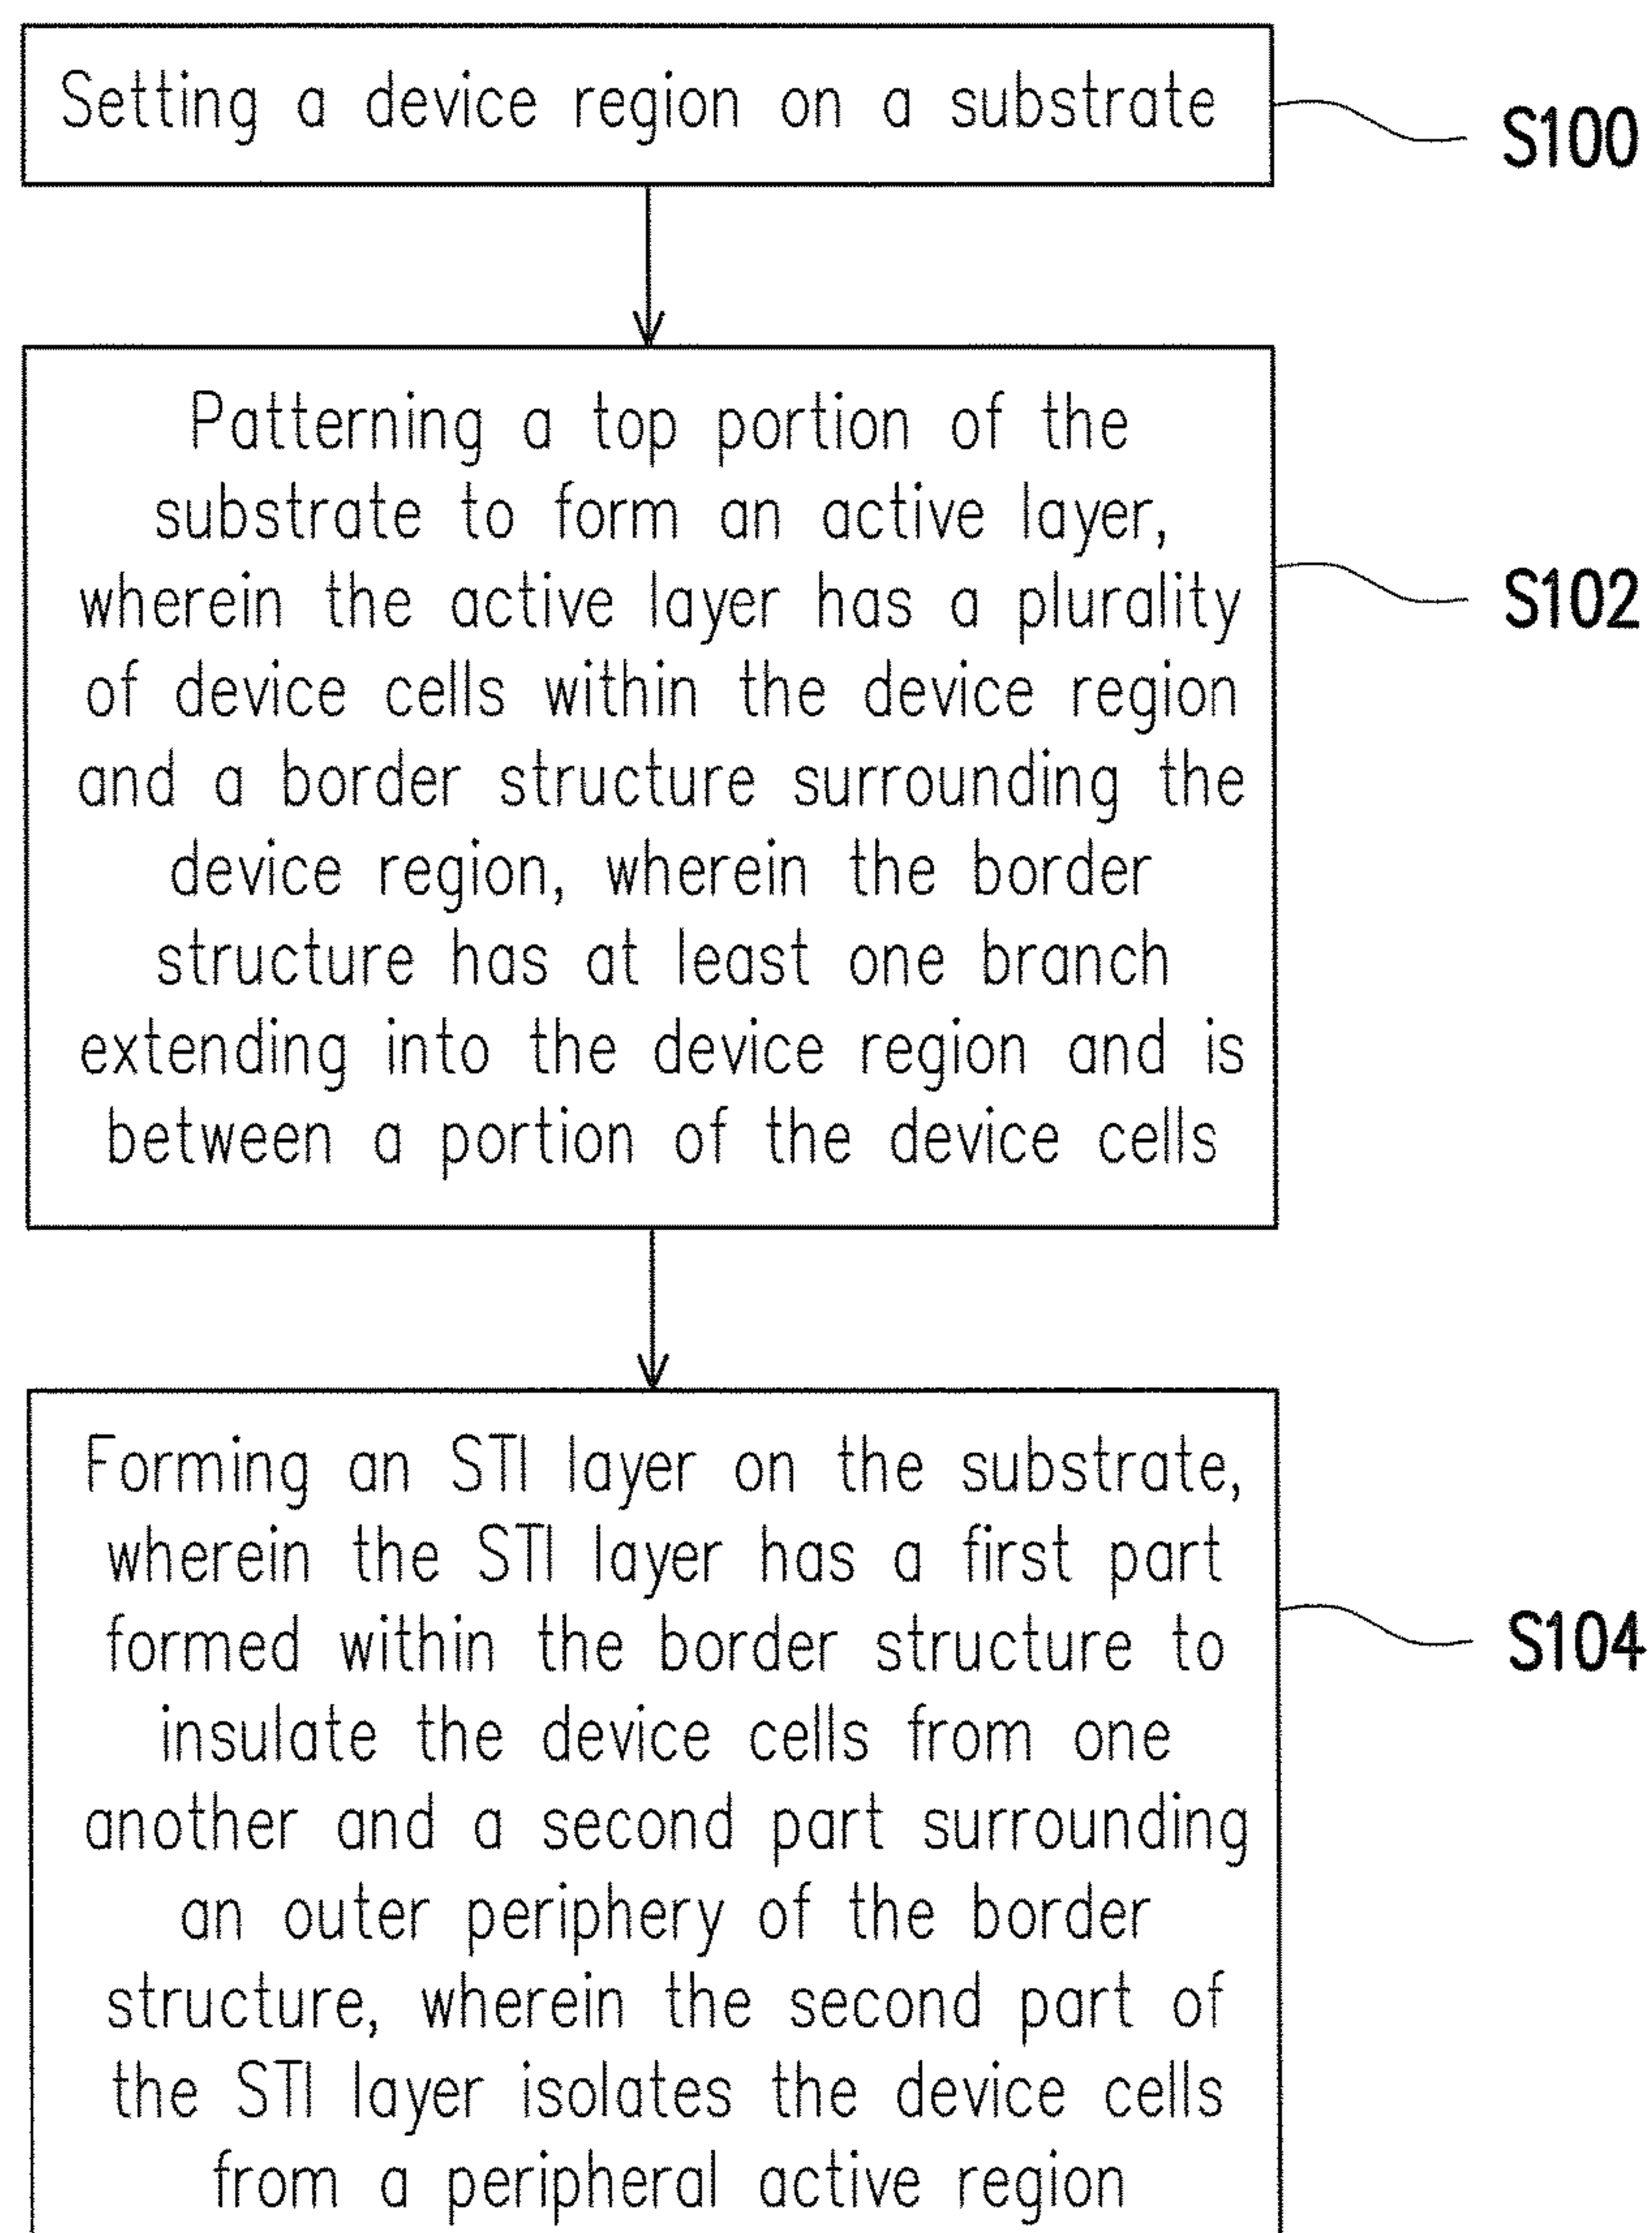 Setting a device region on a substrate
S100
Patterning a top portion of the
substrate to form an active layer,
wherein the active layer has a plurality
of device cells within the device region
and a border structure surrounding the
device region, wherein the border
structure has at least one branch
extending into the device region and is
between a portion of the device cells
S102
Forming an STI layer on the substrate,
wherein the STI layer has a first part
formed within the border structure to
insulate the device cells from one
another and a second part surrounding
an outer periphery of the border
structure, wherein the second part of
the STI layer isolates the device cells
from a peripheral active region
S104